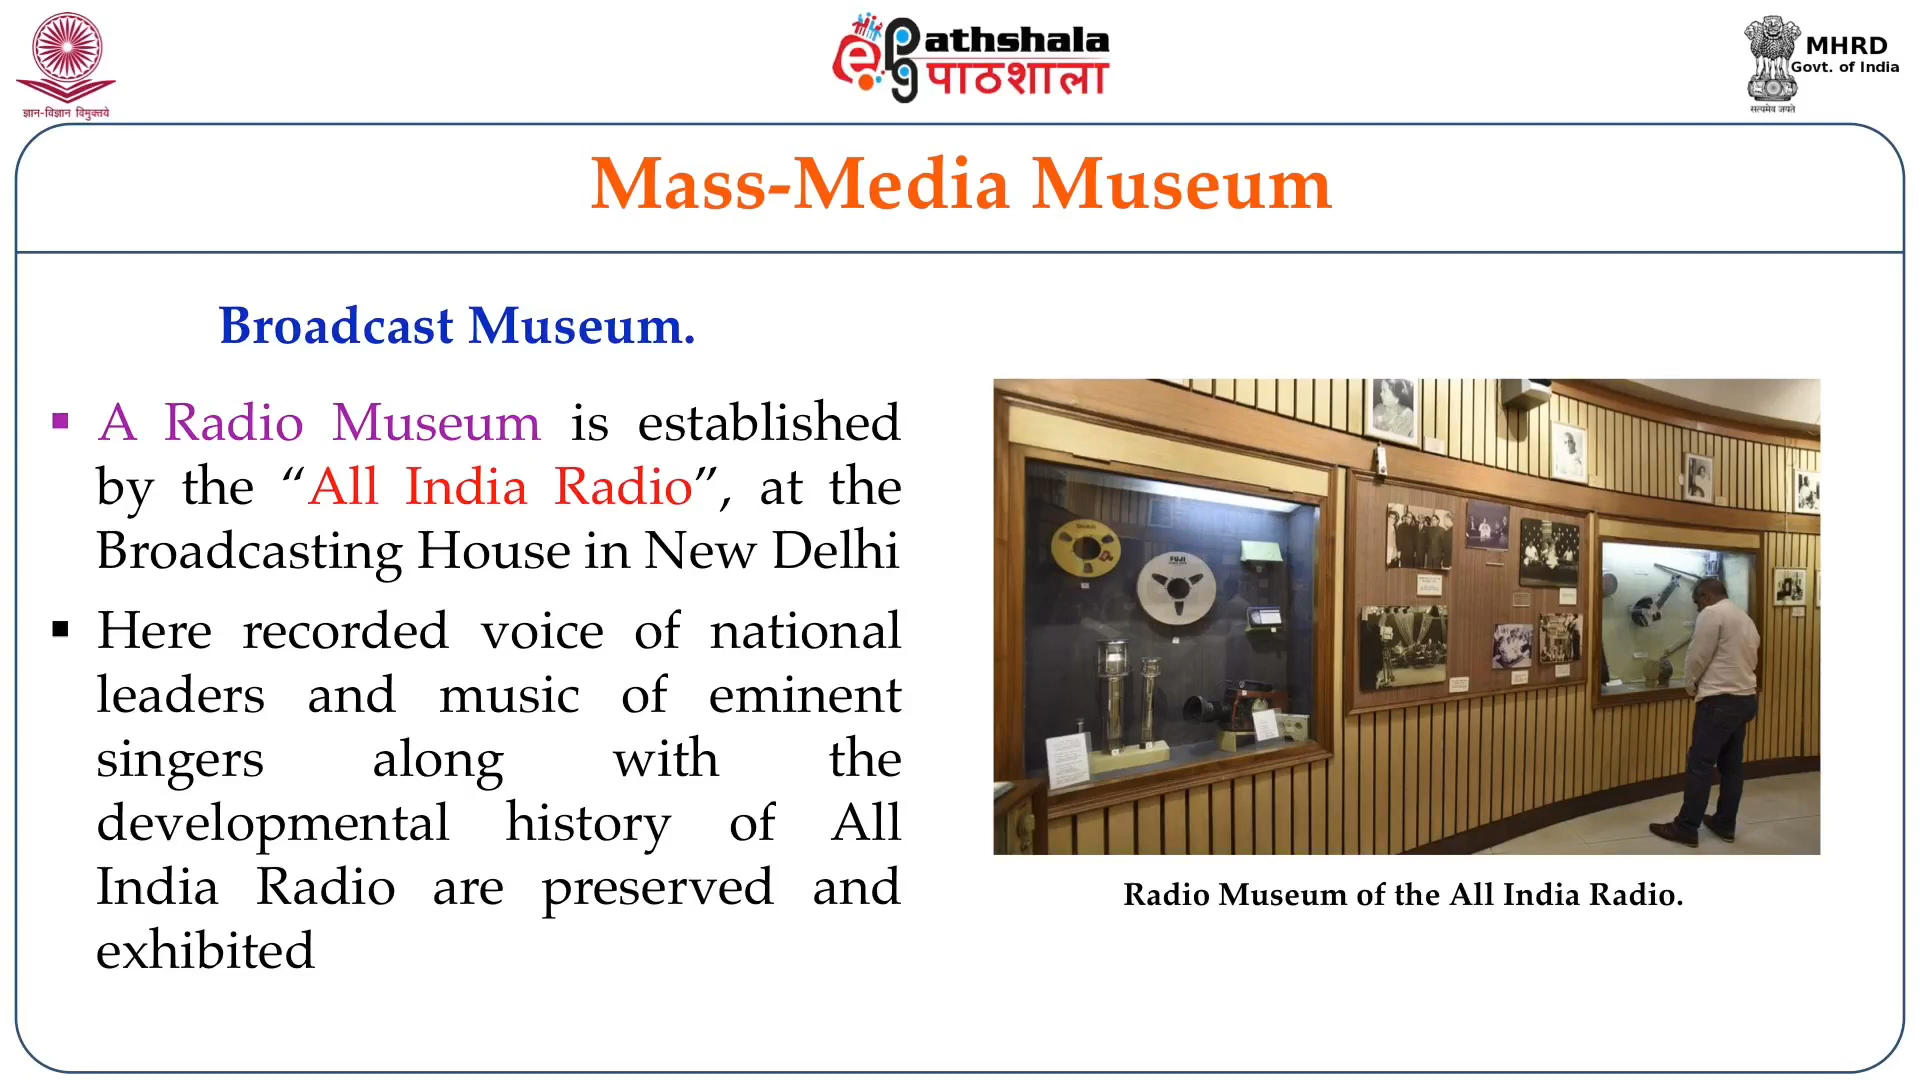 ज्ञान-विज्ञान विमुक्तये
ePG Pathshala
पाठशाला
MHRD
Govt. of India
सत्यमेव जयते
Mass-Media Museum
Broadcast Museum.
▪ A Radio Museum is established
by the “All India Radio”, at the
Broadcasting House in New Delhi
▪ Here recorded voice of national
leaders and music of eminent
singers along with the
developmental history of All
India Radio are preserved and
exhibited
FUJI
Radio Museum of the All India Radio.